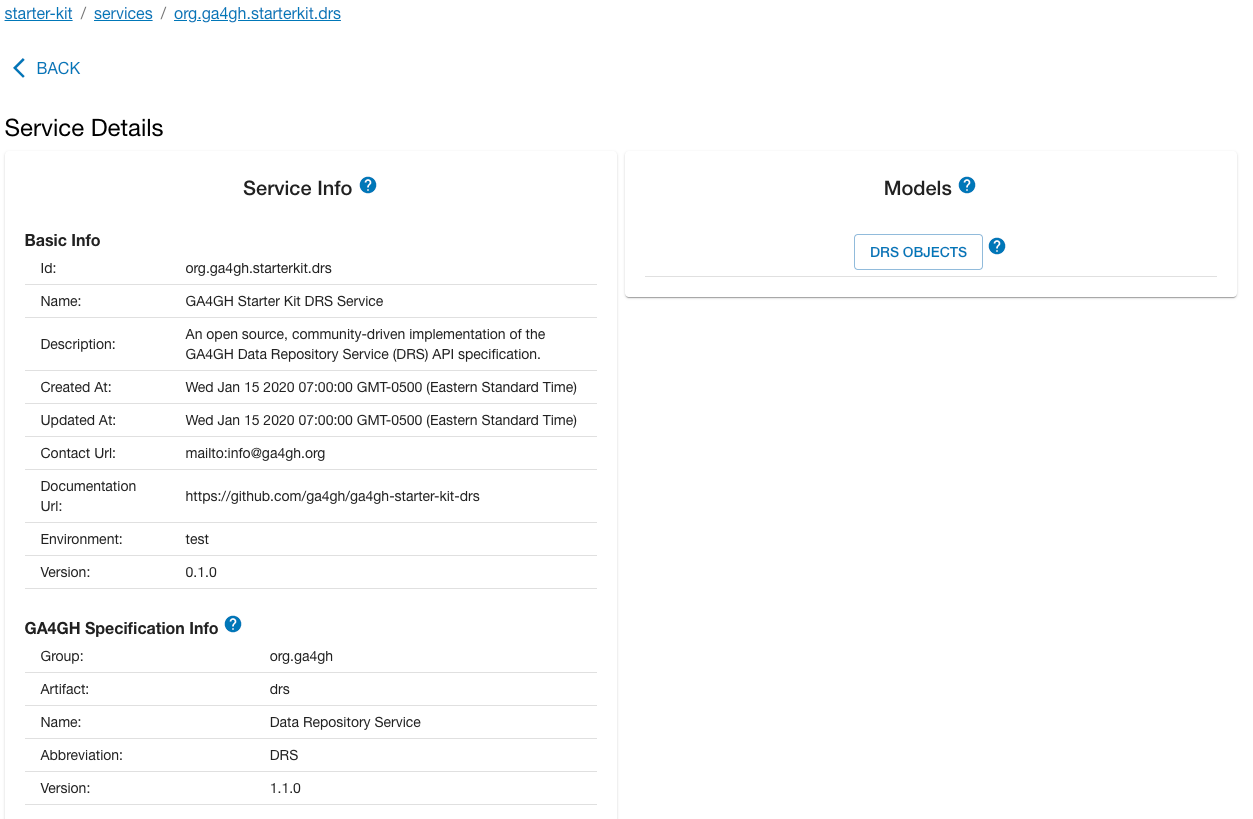 starter-kit / services / org.ga4gh.starterkit.drs
BACK
Service Details
Service Info ?
Basic Info
Id: org.ga4gh.starterkit.drs
Name: GA4GH Starter Kit DRS Service
Description: An open source, community-driven implementation of the
GA4GH Data Repository Service (DRS) API specification.
Created At: Wed Jan 15 2020 07:00:00 GMT-0500 (Eastern Standard Time)
Updated At: Wed Jan 15 2020 07:00:00 GMT-0500 (Eastern Standard Time)
Contact Url: mailto:info@ga4gh.org
Documentation
Url: https://github.com/ga4gh/ga4gh-starter-kit-drs
Environment: test
Version: 0.1.0
GA4GH Specification Info ?
Group: org.ga4gh
Artifact: drs
Name: Data Repository Service
Abbreviation: DRS
Version: 1.1.0
Models ?
DRS OBJECTS ?